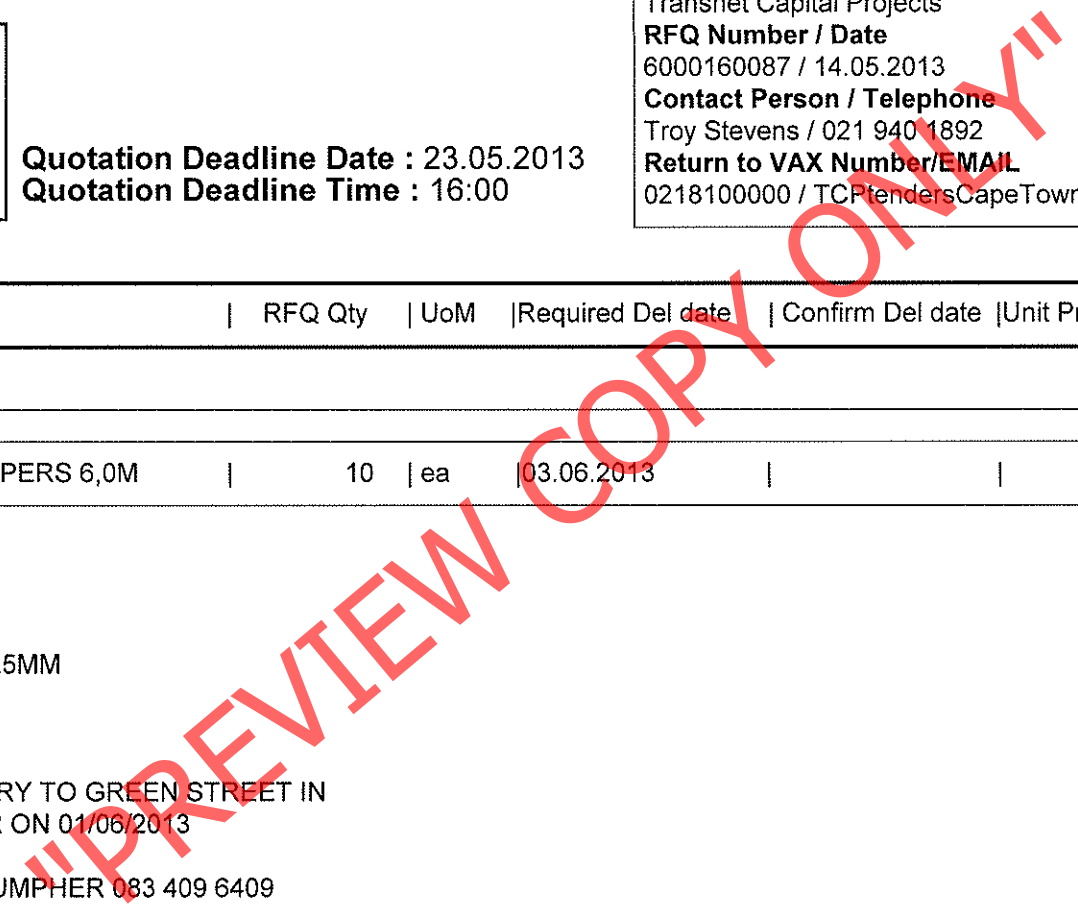 Transnet Capital Projects
RFQ Number / Date
6000160087 / 14.05.2013
Contact Person / Telephone
Troy Stevens / 021 940 1892
Return to VAX Number/EMAIL
0218100000 / TCPtendersCapeTown
Quotation Deadline Date : 23.05.2013
Quotation Deadline Time : 16:00
| RFQ Qty | UoM |Required Del date | Confirm Del date |Unit Pr
PERS 6,0M | 10 | ea |03.06.2013 | |
5MM
RY TO GREEN STREET IN
ON 01/06/2013
UMPHER 083 409 6409
"PREVIEW COPY ONLY"